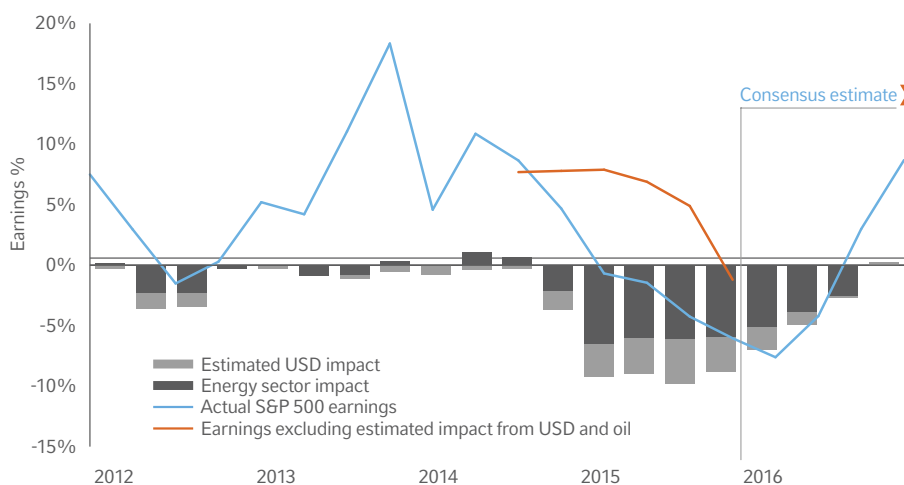 20%
15%
10%
5%
0%
-5%
-10%
-15%
Earnings %
Consensus estimate
Estimated USD impact
Energy sector impact
Actual S&P 500 earnings
Earnings excluding estimated impact from USD and oil
2012
2013
2014
2015
2016